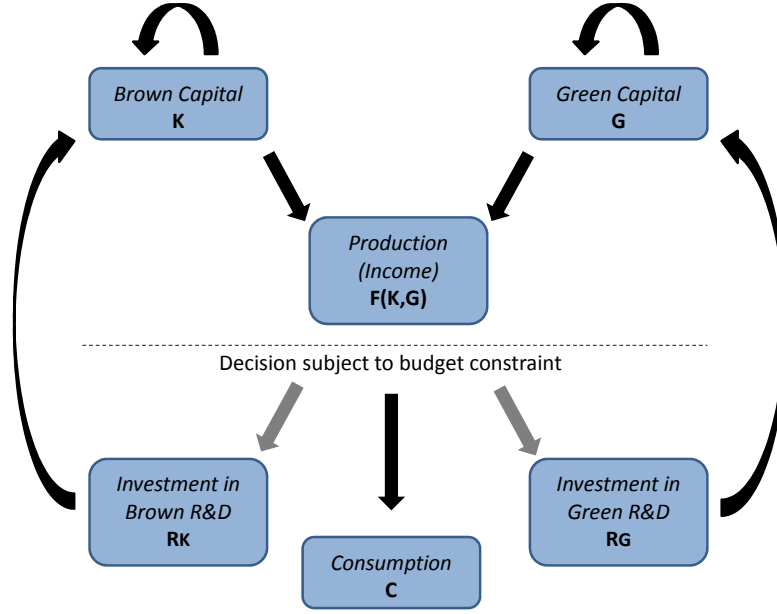 Brown Capital
K
Green Capital
G
Production
(Income)
F(K,G)
Decision subject to budget constraint
Investment in
Brown R&D
RK
Investment in
Green R&D
RG
Consumption
C